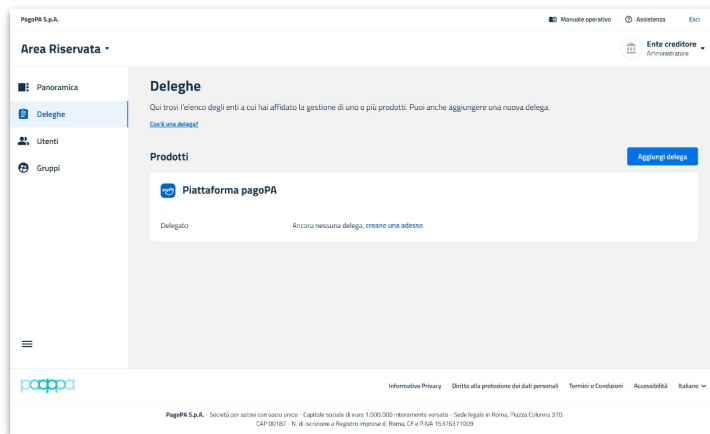 PagoPA S.p.A.
Manuale operativo
Assistenza
Esci
Area Riservata
Ente creditore
Amministratore
Panoramica
Deleghe
Utenti
Gruppi
Deleghe
Qui trovi l'elenco degli enti a cui hai affidato la gestione di uno o più prodotti. Puoi anche aggiungere una nuova delega.
Cos'è una delega?
Prodotti
Aggiungi delega
Piattaforma pagoPA
Delegato
Ancora nessuna delega, creane una adesso
pagopa
Informativa Privacy
Diritto alla protezione dei dati personali
Termini e Condizioni
Accessibilità
Italiano
PagoPA S.p.A. - Società per azioni con socio unico - Capitale sociale di euro 1,000,000 interamente versato - Sede legale in Roma, Piazza Colonna 370,
CAP 00187 - N. di iscrizione a Registro Imprese di Roma, CF e P.IVA 15376371009